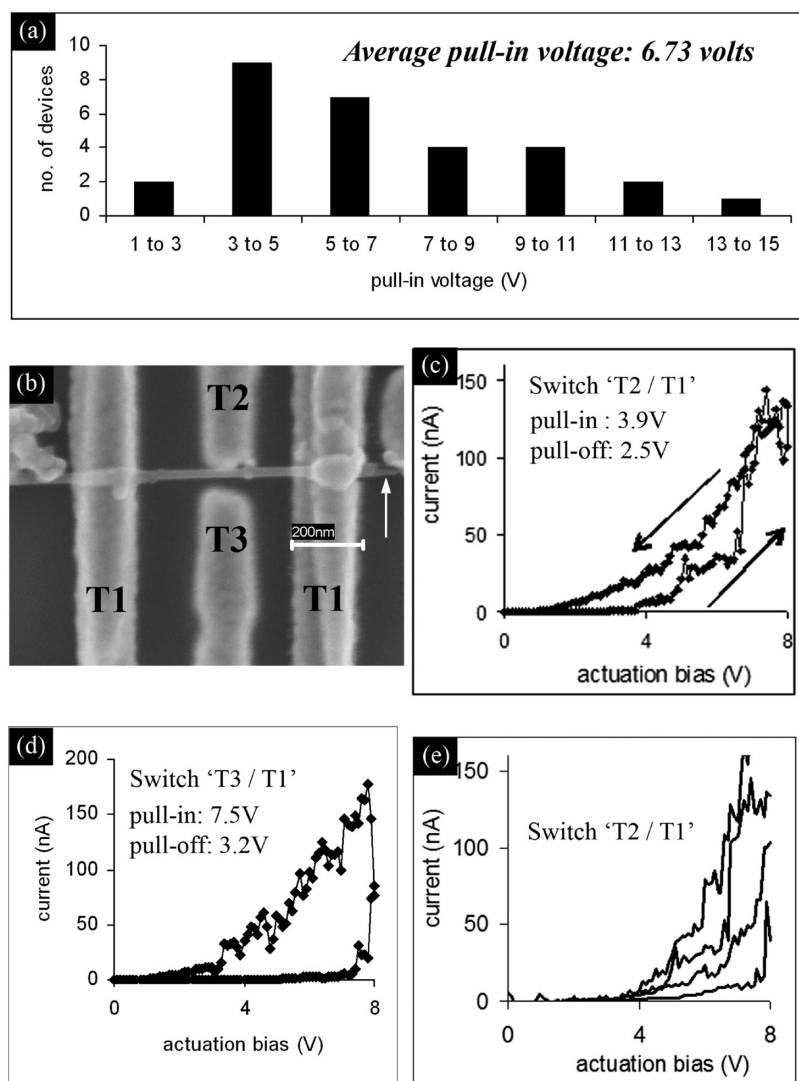 (a)
Average pull-in voltage: 6.73 volts
no. of devices
10
8
6
4
2
0
1 to 3 3 to 5 5 to 7 7 to 9 9 to 11 11 to 13 13 to 15
pull-in voltage (V)
(b)
T2
T3
200nm
T1
T1
(c)
Switch ‘T2 / T1’
pull-in : 3.9V
pull-off: 2.5V
current (nA)
150
100
50
0
0 4 8
actuation bias (V)
(d)
Switch ‘T3 / T1’
pull-in: 7.5V
pull-off: 3.2V
current (nA)
200
150
100
50
0
0 2 4 6 8
actuation bias (V)
(e)
Switch ‘T2 / T1’
current (nA)
150
100
50
0
0 4 8
actuation bias (V)